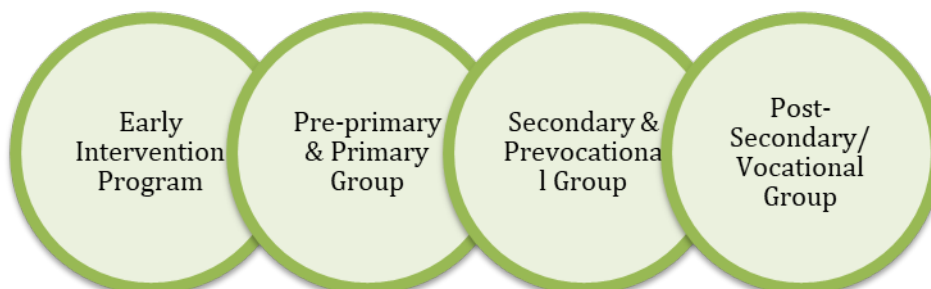 Early
Intervention
Program
Pre-primary
& Primary
Group
Secondary &
Prevocationa
l Group
Post-
Secondary/
Vocational
Group